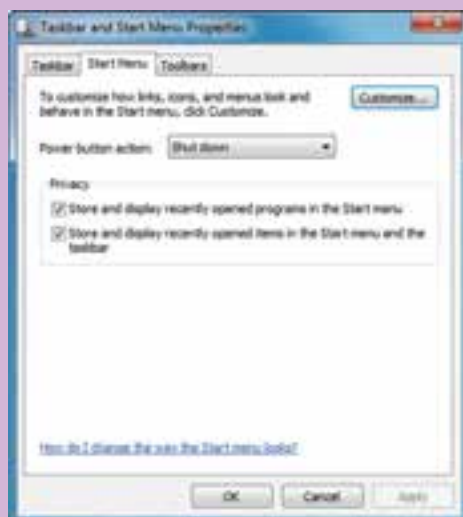 Taskbar and Start Menu Properties
Taskbar Start Menu Toolbars
To customize how links, icons, and menus look and
behave in the Start menu, click Customize.
Customize...
Power button action: Shut down
Privacy
Store and display recently opened programs in the Start menu
Store and display recently opened items in the Start menu and the
taskbar
How do I change the way the Start menu looks?
OK Cancel Apply